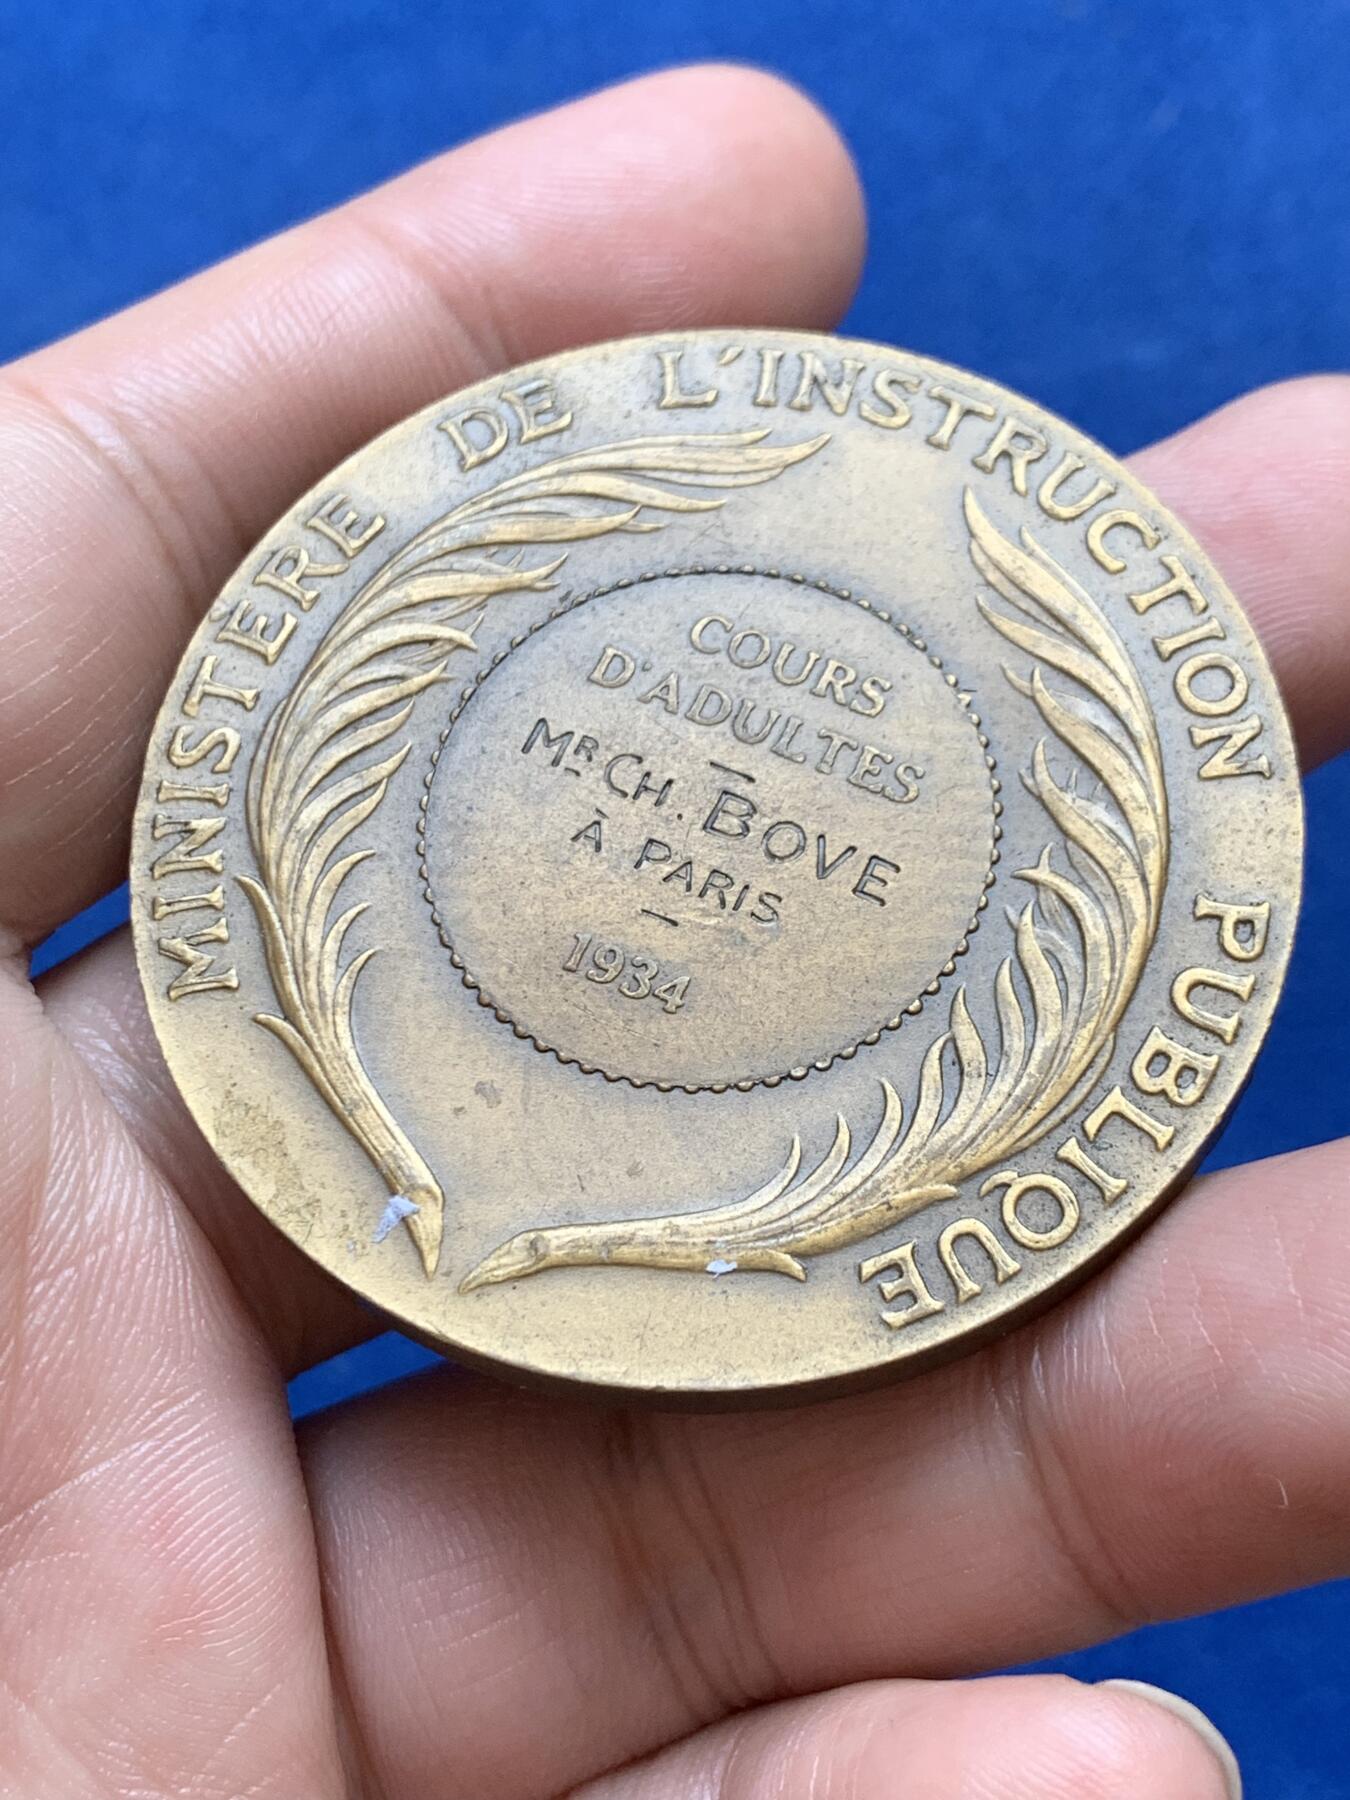 MINISTÈRE DE L'INSTRUCTION PUBLIQUE
COURS
D'ADULTES
MR CH. BOVE
À PARIS
1934